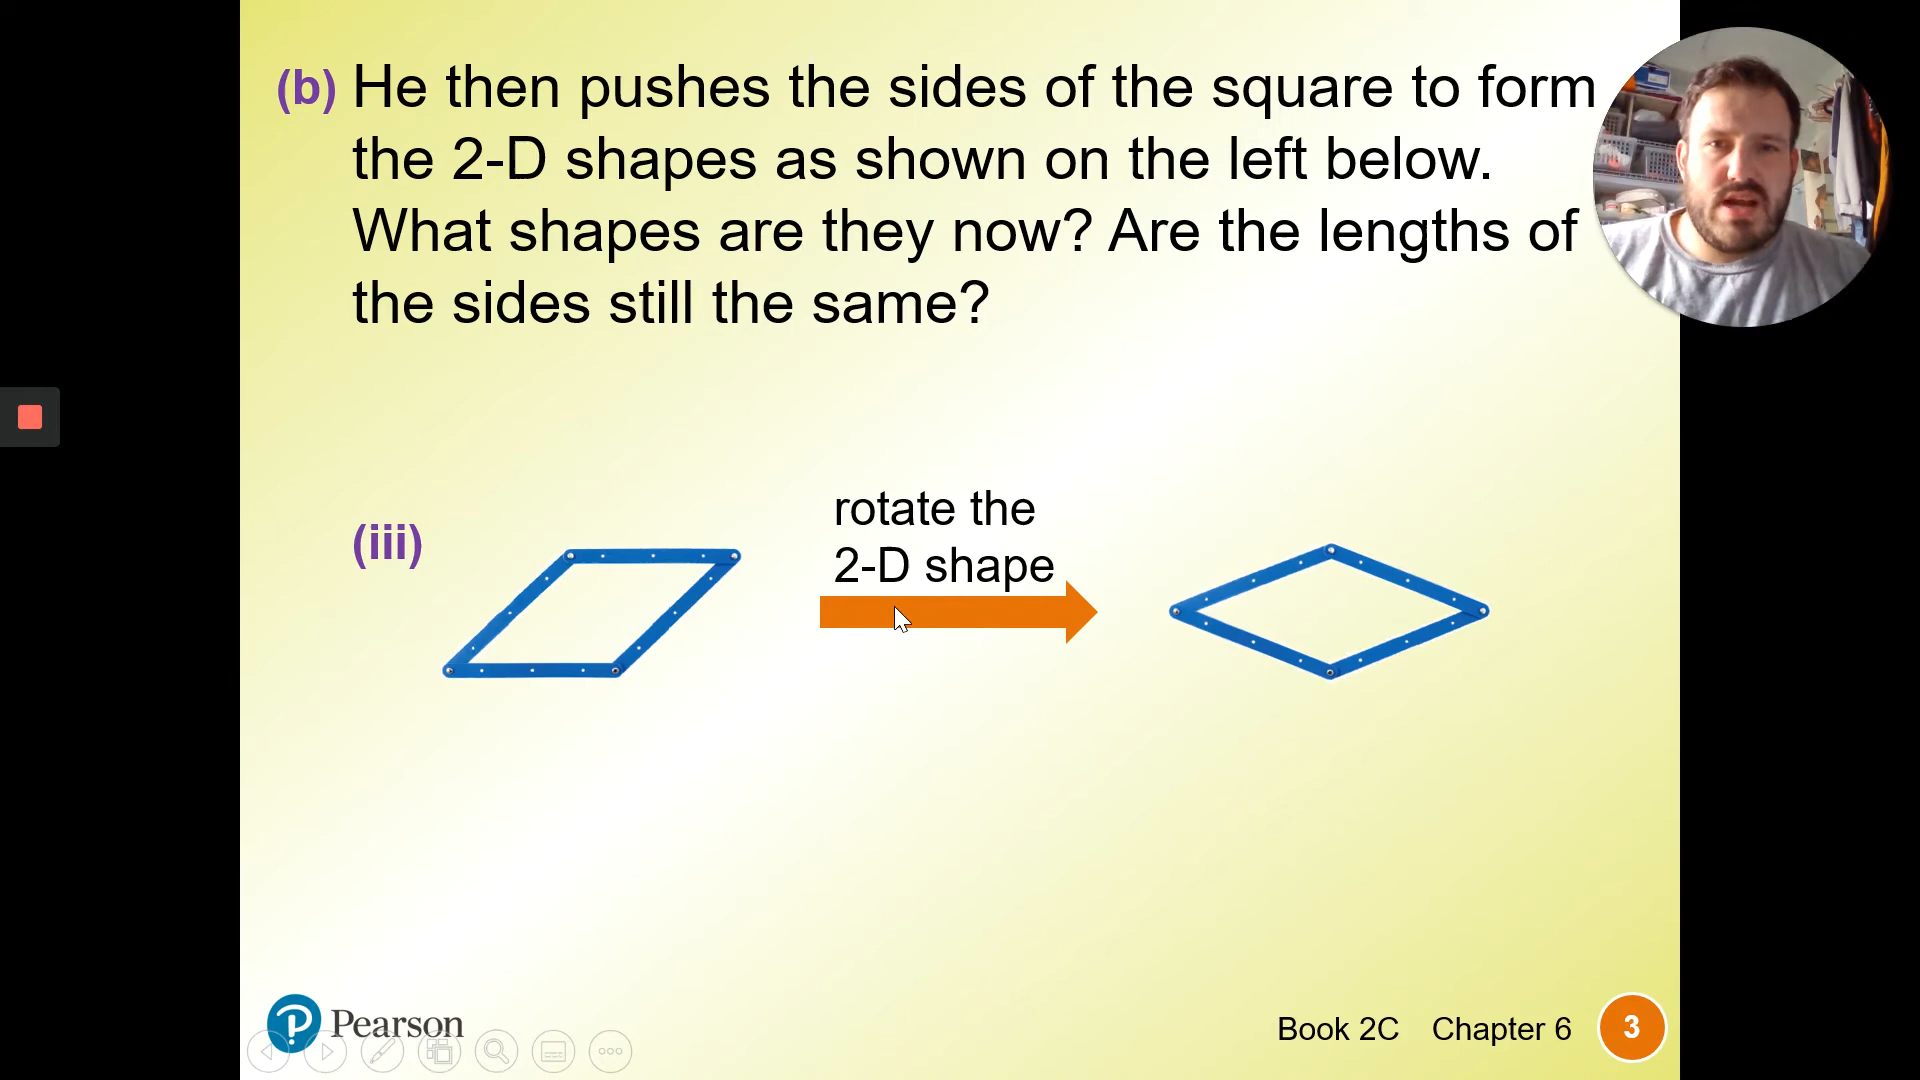 (b) He then pushes the sides of the square to form
the 2-D shapes as shown on the left below.
What shapes are they now? Are the lengths of
the sides still the same?
(iii)
rotate the
2-D shape
Pearson
Book 2C Chapter 6 3